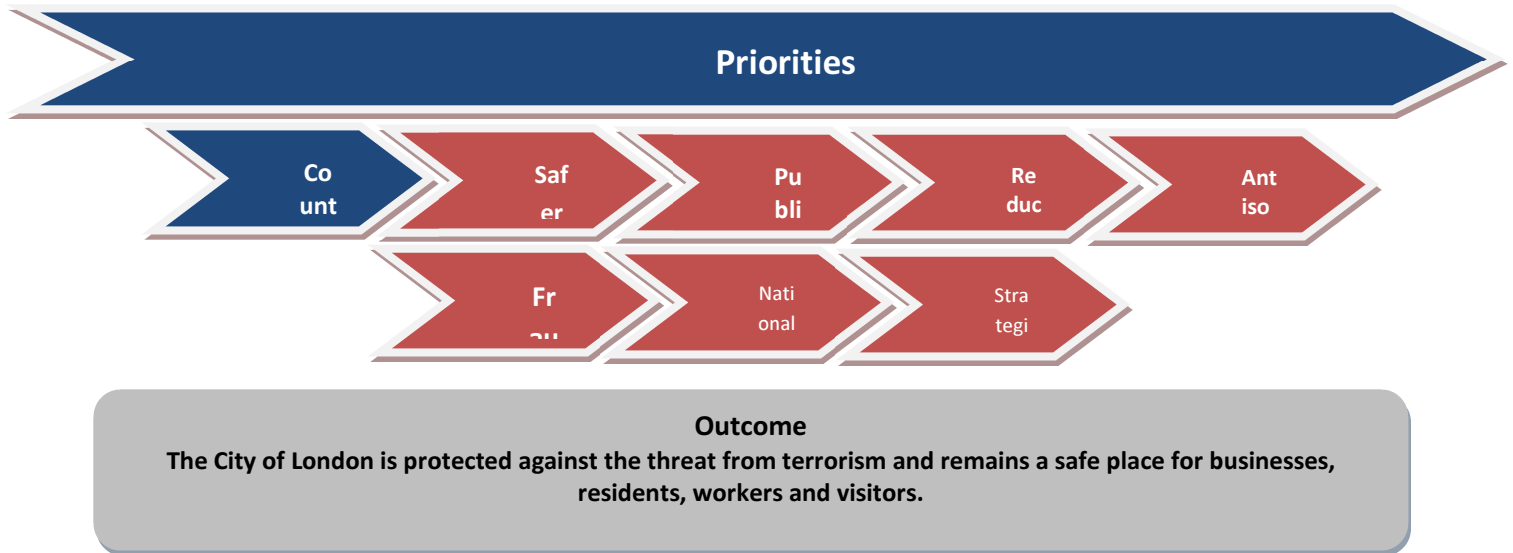 Priorities
Co
unt
Saf
er
Pu
bli
Re
duc
Ant
iso
Fr
au
Nati
onal
Stra
tegi
Outcome
The City of London is protected against the threat from terrorism and remains a safe place for businesses,
residents, workers and visitors.